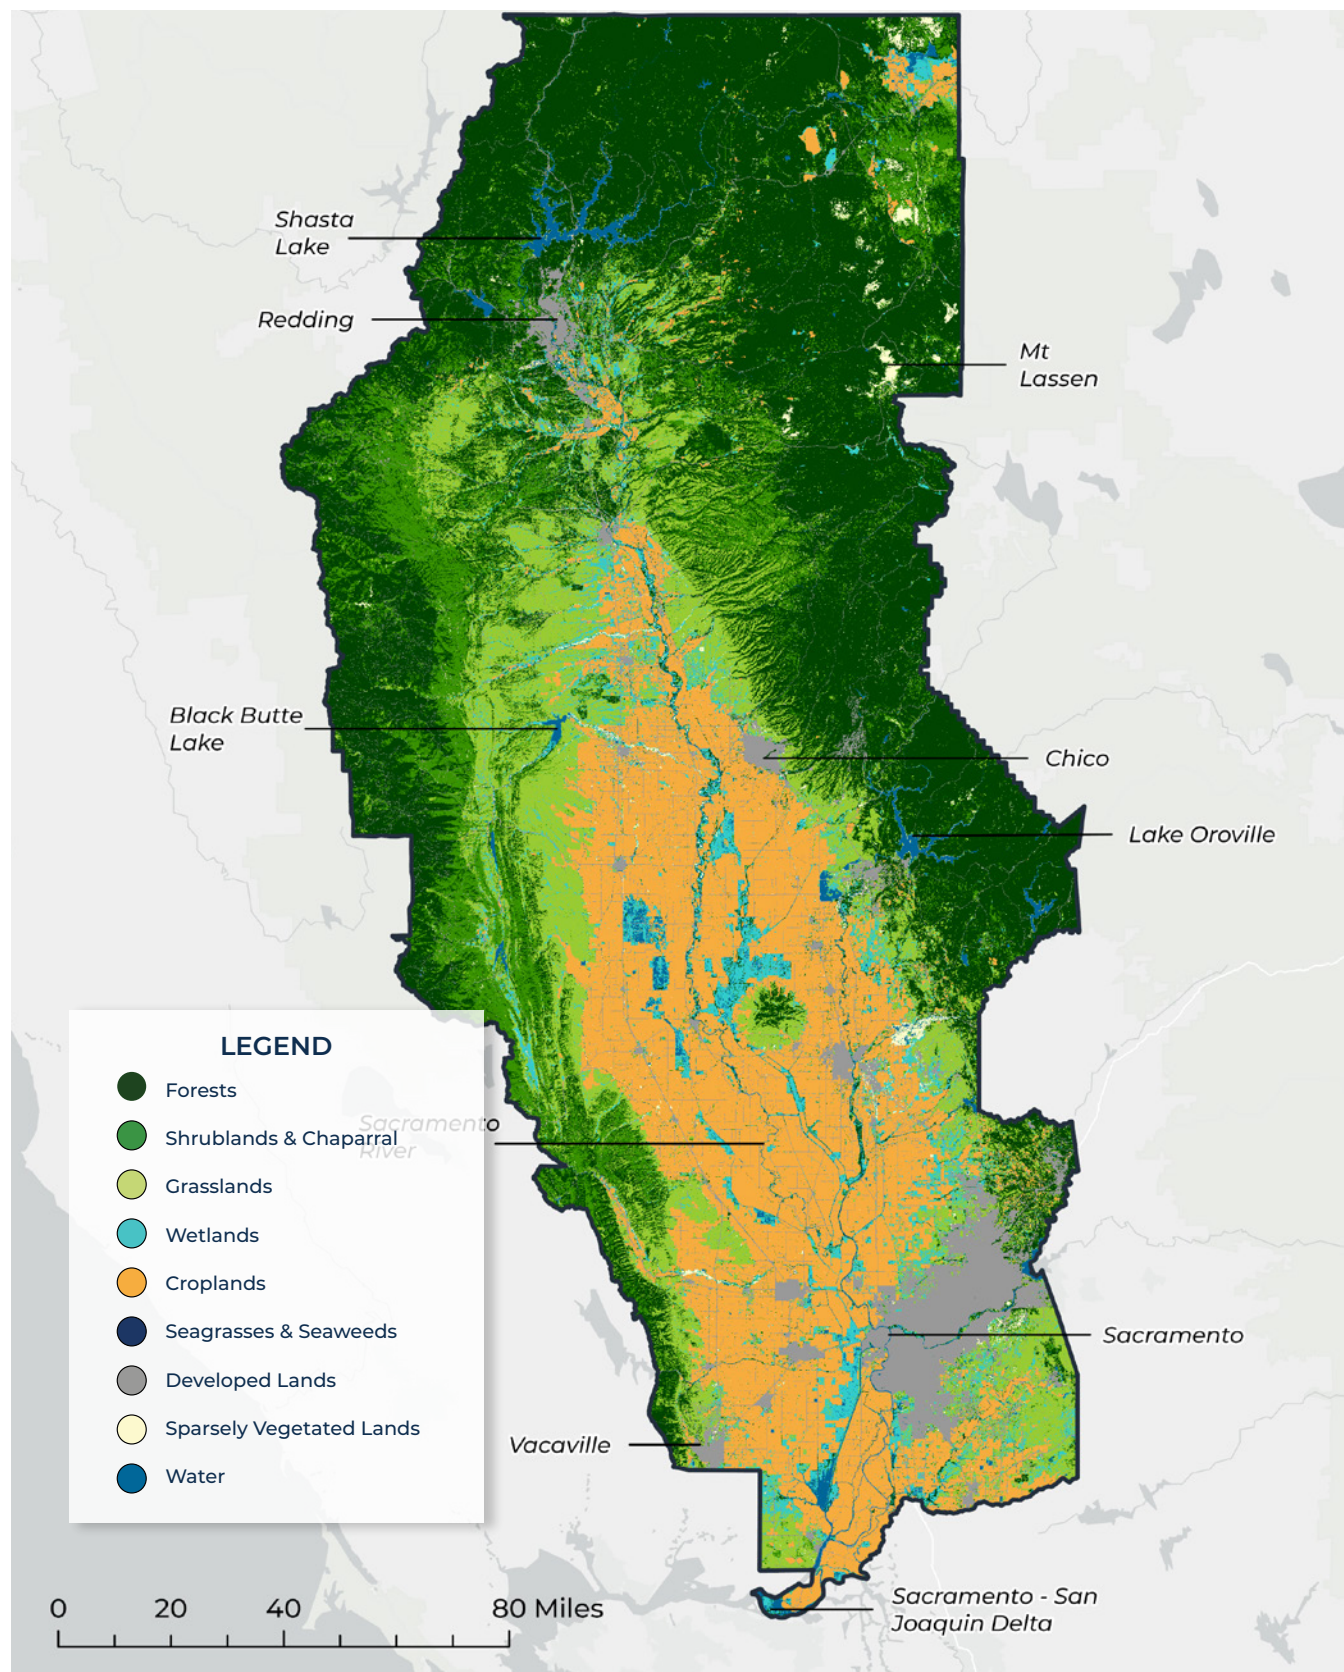 Shasta
Lake
Redding
Mt
Lassen
Black Butte
Lake
Chico
Lake Oroville
LEGEND
Forests
Sacramento
River
Shrublands & Chaparral
Grasslands
Wetlands
Croplands
Seagrasses & Seaweeds
Developed Lands
Sparsely Vegetated Lands
Water
Sacramento
Vacaville
Sacramento - San
Joaquin Delta
0 20 40 80 Miles